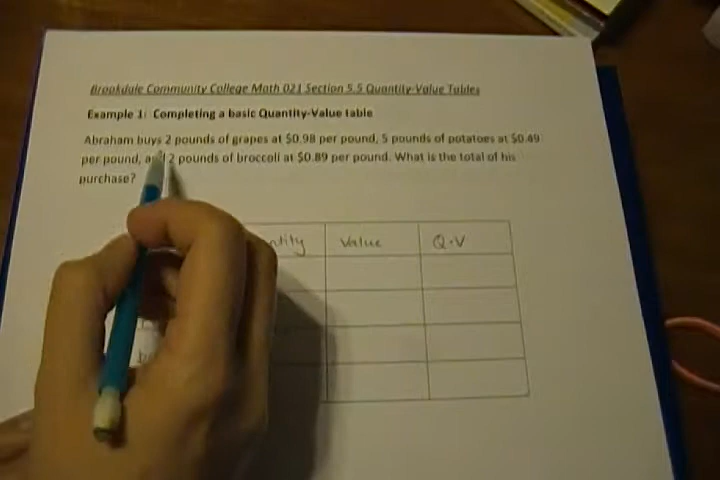 Brookdale Community College Math 021 Section 5.5 Quantity-Value Tables
Example 1: Completing a basic Quantity-Value table
Abraham buys 2 pounds of grapes at $0.98 per pound, 5 pounds of potatoes at $0.49
per pound, and 2 pounds of broccoli at $0.89 per pound. What is the total of his
purchase?
Value Q·V